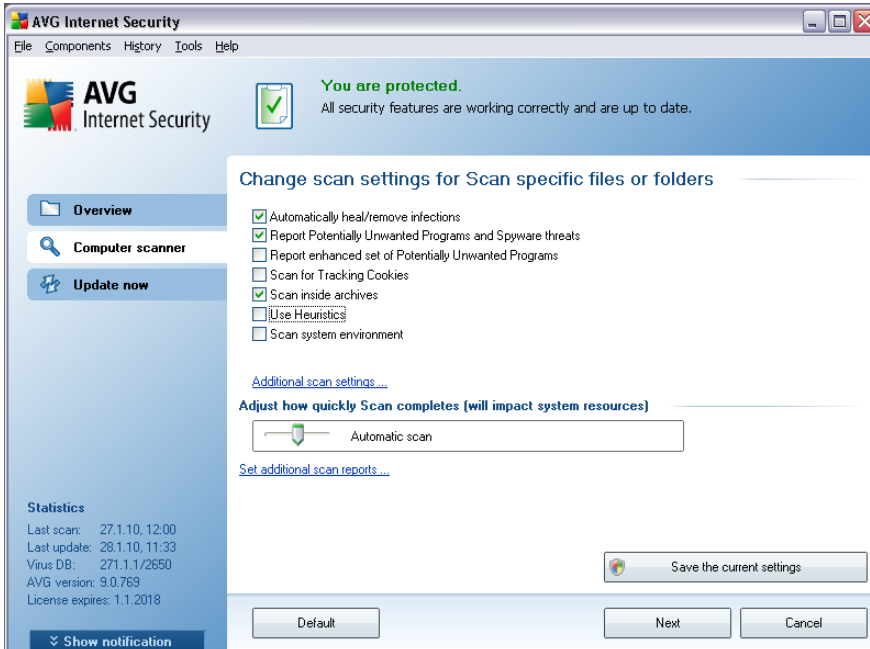 AVG Internet Security
File Components History Tools Help
AVG
Internet Security
You are protected.
All security features are working correctly and are up to date.
Overview
Computer scanner
Update now
Change scan settings for Scan specific files or folders
Automatically heal/remove infections
Report Potentially Unwanted Programs and Spyware threats
Report enhanced set of Potentially Unwanted Programs
Scan for Tracking Cookies
Scan inside archives
Use Heuristics
Scan system environment
Additional scan settings ...
Adjust how quickly Scan completes (will impact system resources)
Automatic scan
Set additional scan reports ...
Statistics
Last scan: 27.1.10, 12:00
Last update: 28.1.10, 11:33
Virus DB: 271.1.1/2650
AVG version: 9.0.769
License expires: 1.1.2018
Show notification
Save the current settings
Default
Next
Cancel